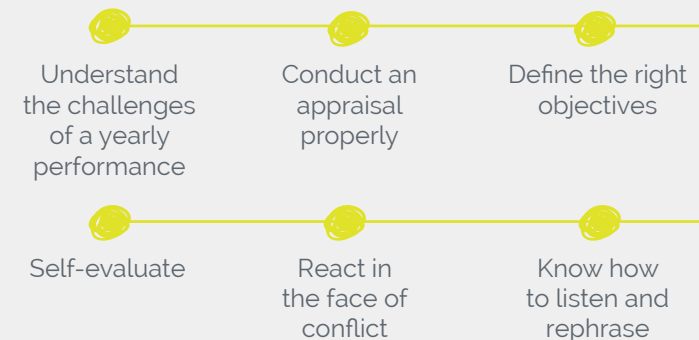 Understand
the challenges
of a yearly
performance
Conduct an
appraisal
properly
Define the right
objectives
Self-evaluate
React in
the face of
conflict
Know how
to listen and
rephrase